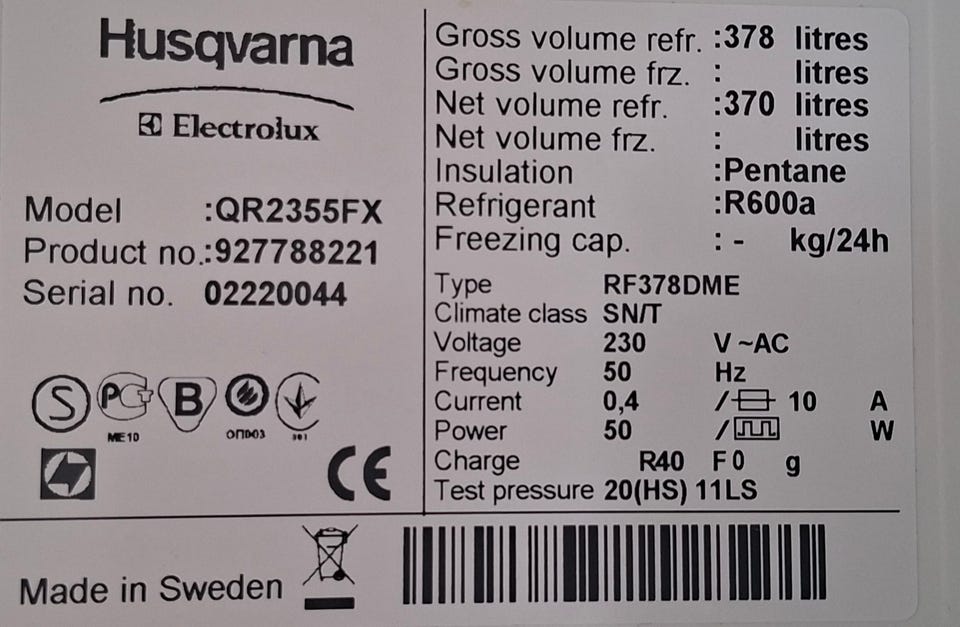 Husqvarna
Electrolux
Model :QR2355FX
Product no.:927788221
Serial no. 02220044
S PCT B
ME10 ОП003
CE
Gross volume refr. :378 litres
Gross volume frz. : litres
Net volume refr. :370 litres
Net volume frz. : litres
Insulation :Pentane
Refrigerant :R600a
Freezing cap. : - kg/24h
Type RF378DME
Climate class SN/T
Voltage 230 V ~AC
Frequency 50 Hz
Current 0,4 / 10 A
Power 50 / W
Charge R40 F0 g
Test pressure 20(HS) 11LS
Made in Sweden